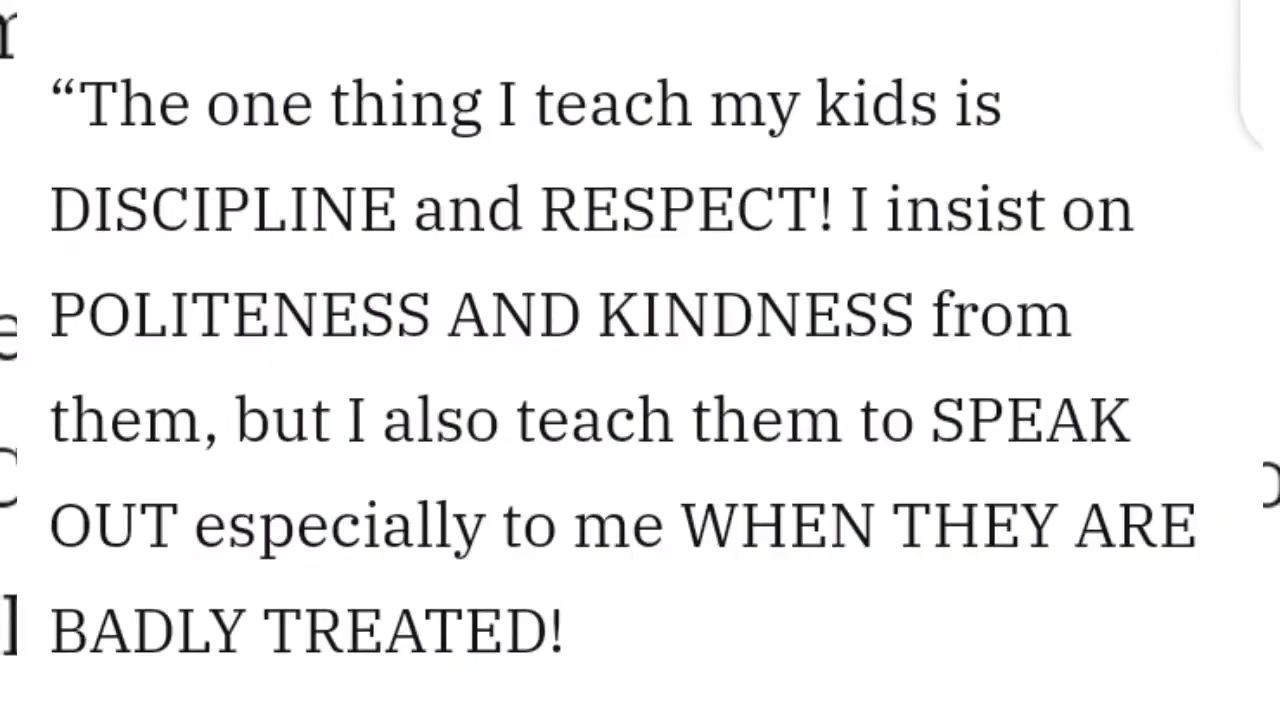 “The one thing I teach my kids is
DISCIPLINE and RESPECT! I insist on
POLITENESS AND KINDNESS from
them, but I also teach them to SPEAK
OUT especially to me WHEN THEY ARE
BADLY TREATED!